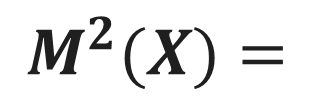 M²(X) =